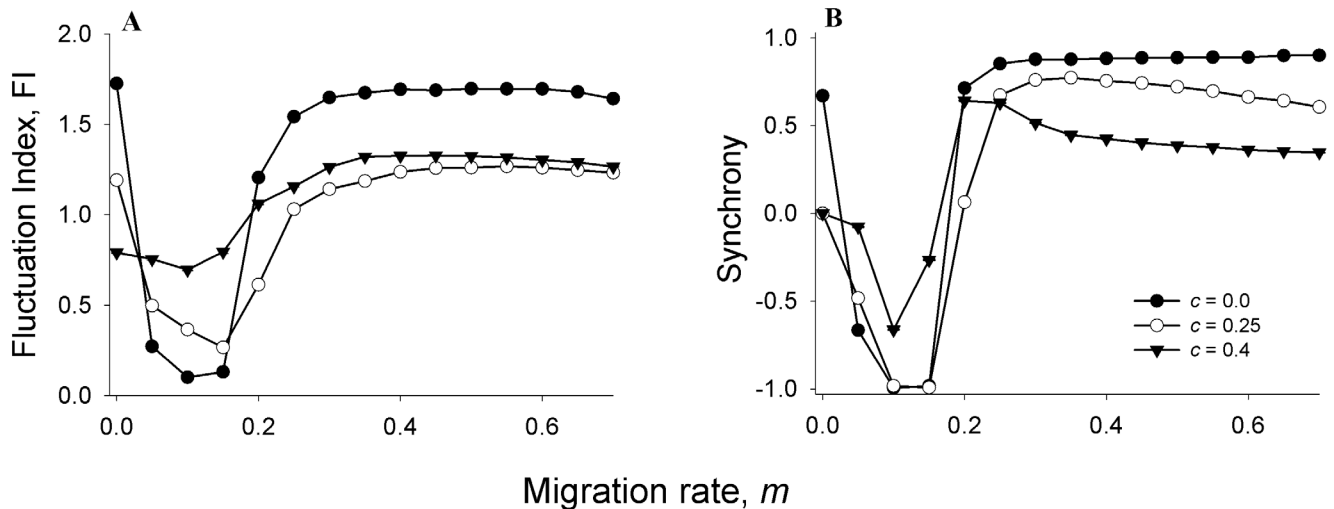 A
Fluctuation Index, FI
2.0
1.5
1.0
0.5
0.0
0.0 0.2 0.4 0.6
B
Synchrony
1.0
0.5
0.0
-0.5
-1.0
c = 0.0
c = 0.25
c = 0.4
0.0 0.2 0.4 0.6
Migration rate, m